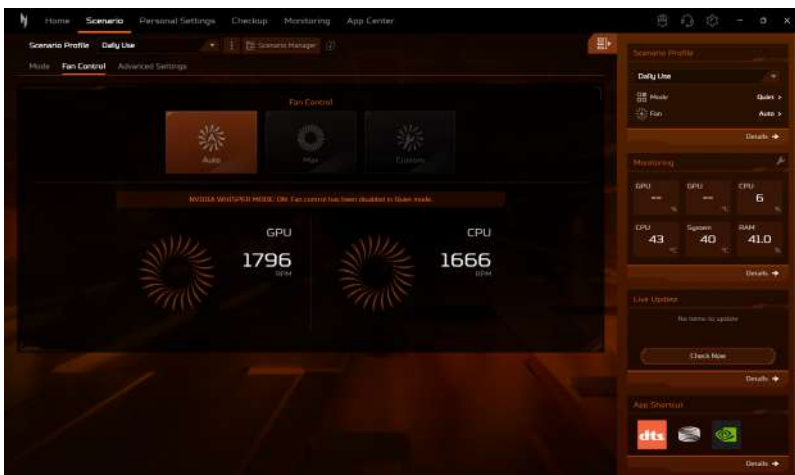 Home Scenario Personal Settings Checkup Monitoring App Center
Scenario Profile Daily Use Scenario Manager
Mode Fan Control Advanced Settings
Fan Control
Auto Max Custom
NVIDIA WHISPER MODE ON: Fan control has been disabled in Quiet mode.
GPU
1796
RPM
CPU
1666
RPM
Scenario Profile
Daily Use
Mode Quiet >
Fan Auto >
Details
Monitoring
GPU GPU CPU
-- -- 6
% °C %
CPU System RAM
43 40 41.0
°C °C %
Details
Live Update
No items to update
Check Now
Details
App Shortcut
dts
Details